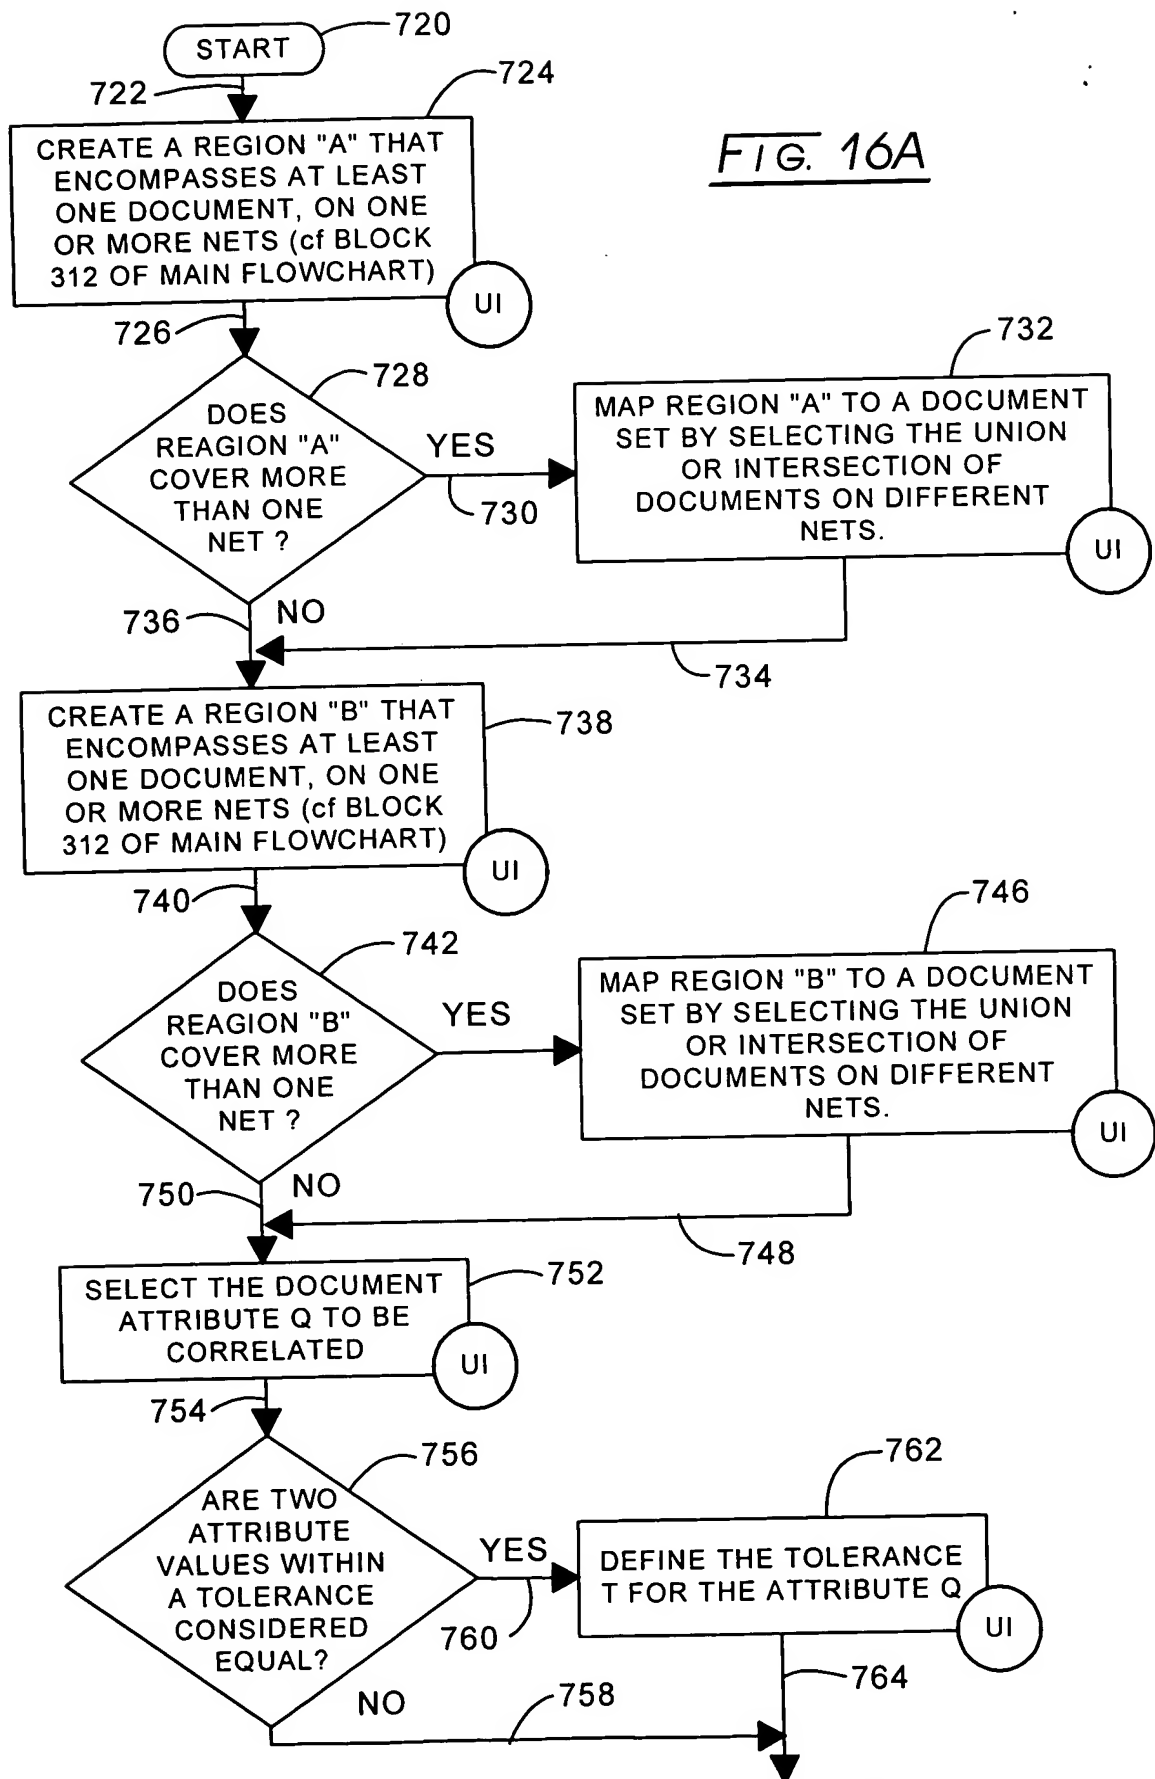 720
START
722
724
FIG. 16A
CREATE A REGION "A" THAT
ENCOMPASSES AT LEAST
ONE DOCUMENT, ON ONE
OR MORE NETS (cf BLOCK
312 OF MAIN FLOWCHART)
UI
726
728
732
DOES
REAGION "A"
COVER MORE
THAN ONE
NET ?
YES
730
MAP REGION "A" TO A DOCUMENT
SET BY SELECTING THE UNION
OR INTERSECTION OF
DOCUMENTS ON DIFFERENT
NETS.
UI
736
NO
734
CREATE A REGION "B" THAT
ENCOMPASSES AT LEAST
ONE DOCUMENT, ON ONE
OR MORE NETS (cf BLOCK
312 OF MAIN FLOWCHART)
738
UI
740
742
746
DOES
REAGION "B"
COVER MORE
THAN ONE
NET ?
YES
MAP REGION "B" TO A DOCUMENT
SET BY SELECTING THE UNION
OR INTERSECTION OF
DOCUMENTS ON DIFFERENT
NETS.
UI
750
NO
748
SELECT THE DOCUMENT
ATTRIBUTE Q TO BE
CORRELATED
752
UI
754
756
762
ARE TWO
ATTRIBUTE
VALUES WITHIN
A TOLERANCE
CONSIDERED
EQUAL?
YES
760
DEFINE THE TOLERANCE
T FOR THE ATTRIBUTE Q
UI
764
NO
758